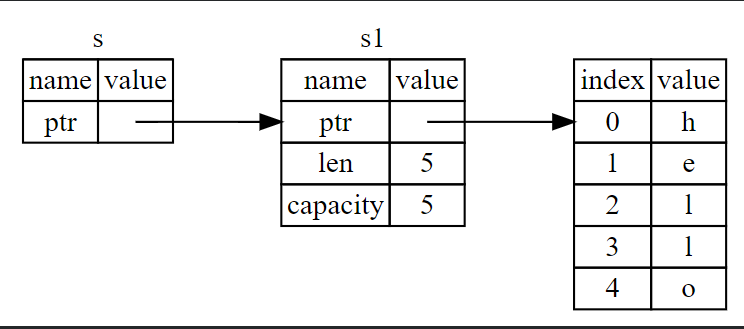 s s1
name value name value index value
ptr ptr 0 h
len 5 1 e
capacity 5 2 l
3 l
4 o